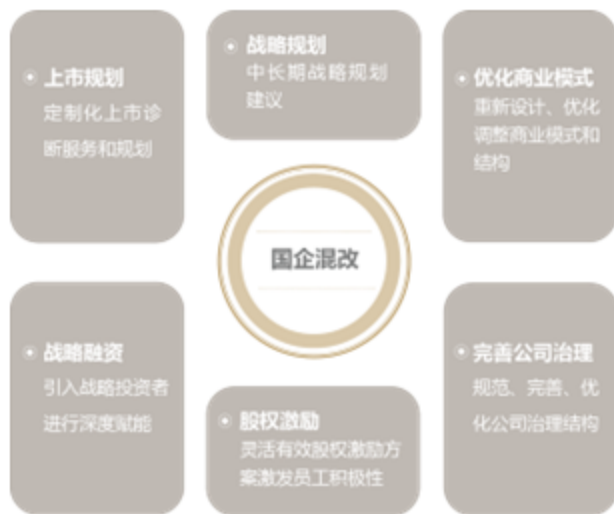 上市规划
定制化上市诊
断服务和规划
战略规划
中长期战略规划
建议
优化商业模式
重新设计、优化
调整商业模式和
结构
国企混改
战略融资
引入战略投资者
进行深度赋能
股权激励
灵活有效股权激励方
案激发员工积极性
完善公司治理
规范、完善、优
化公司治理结构